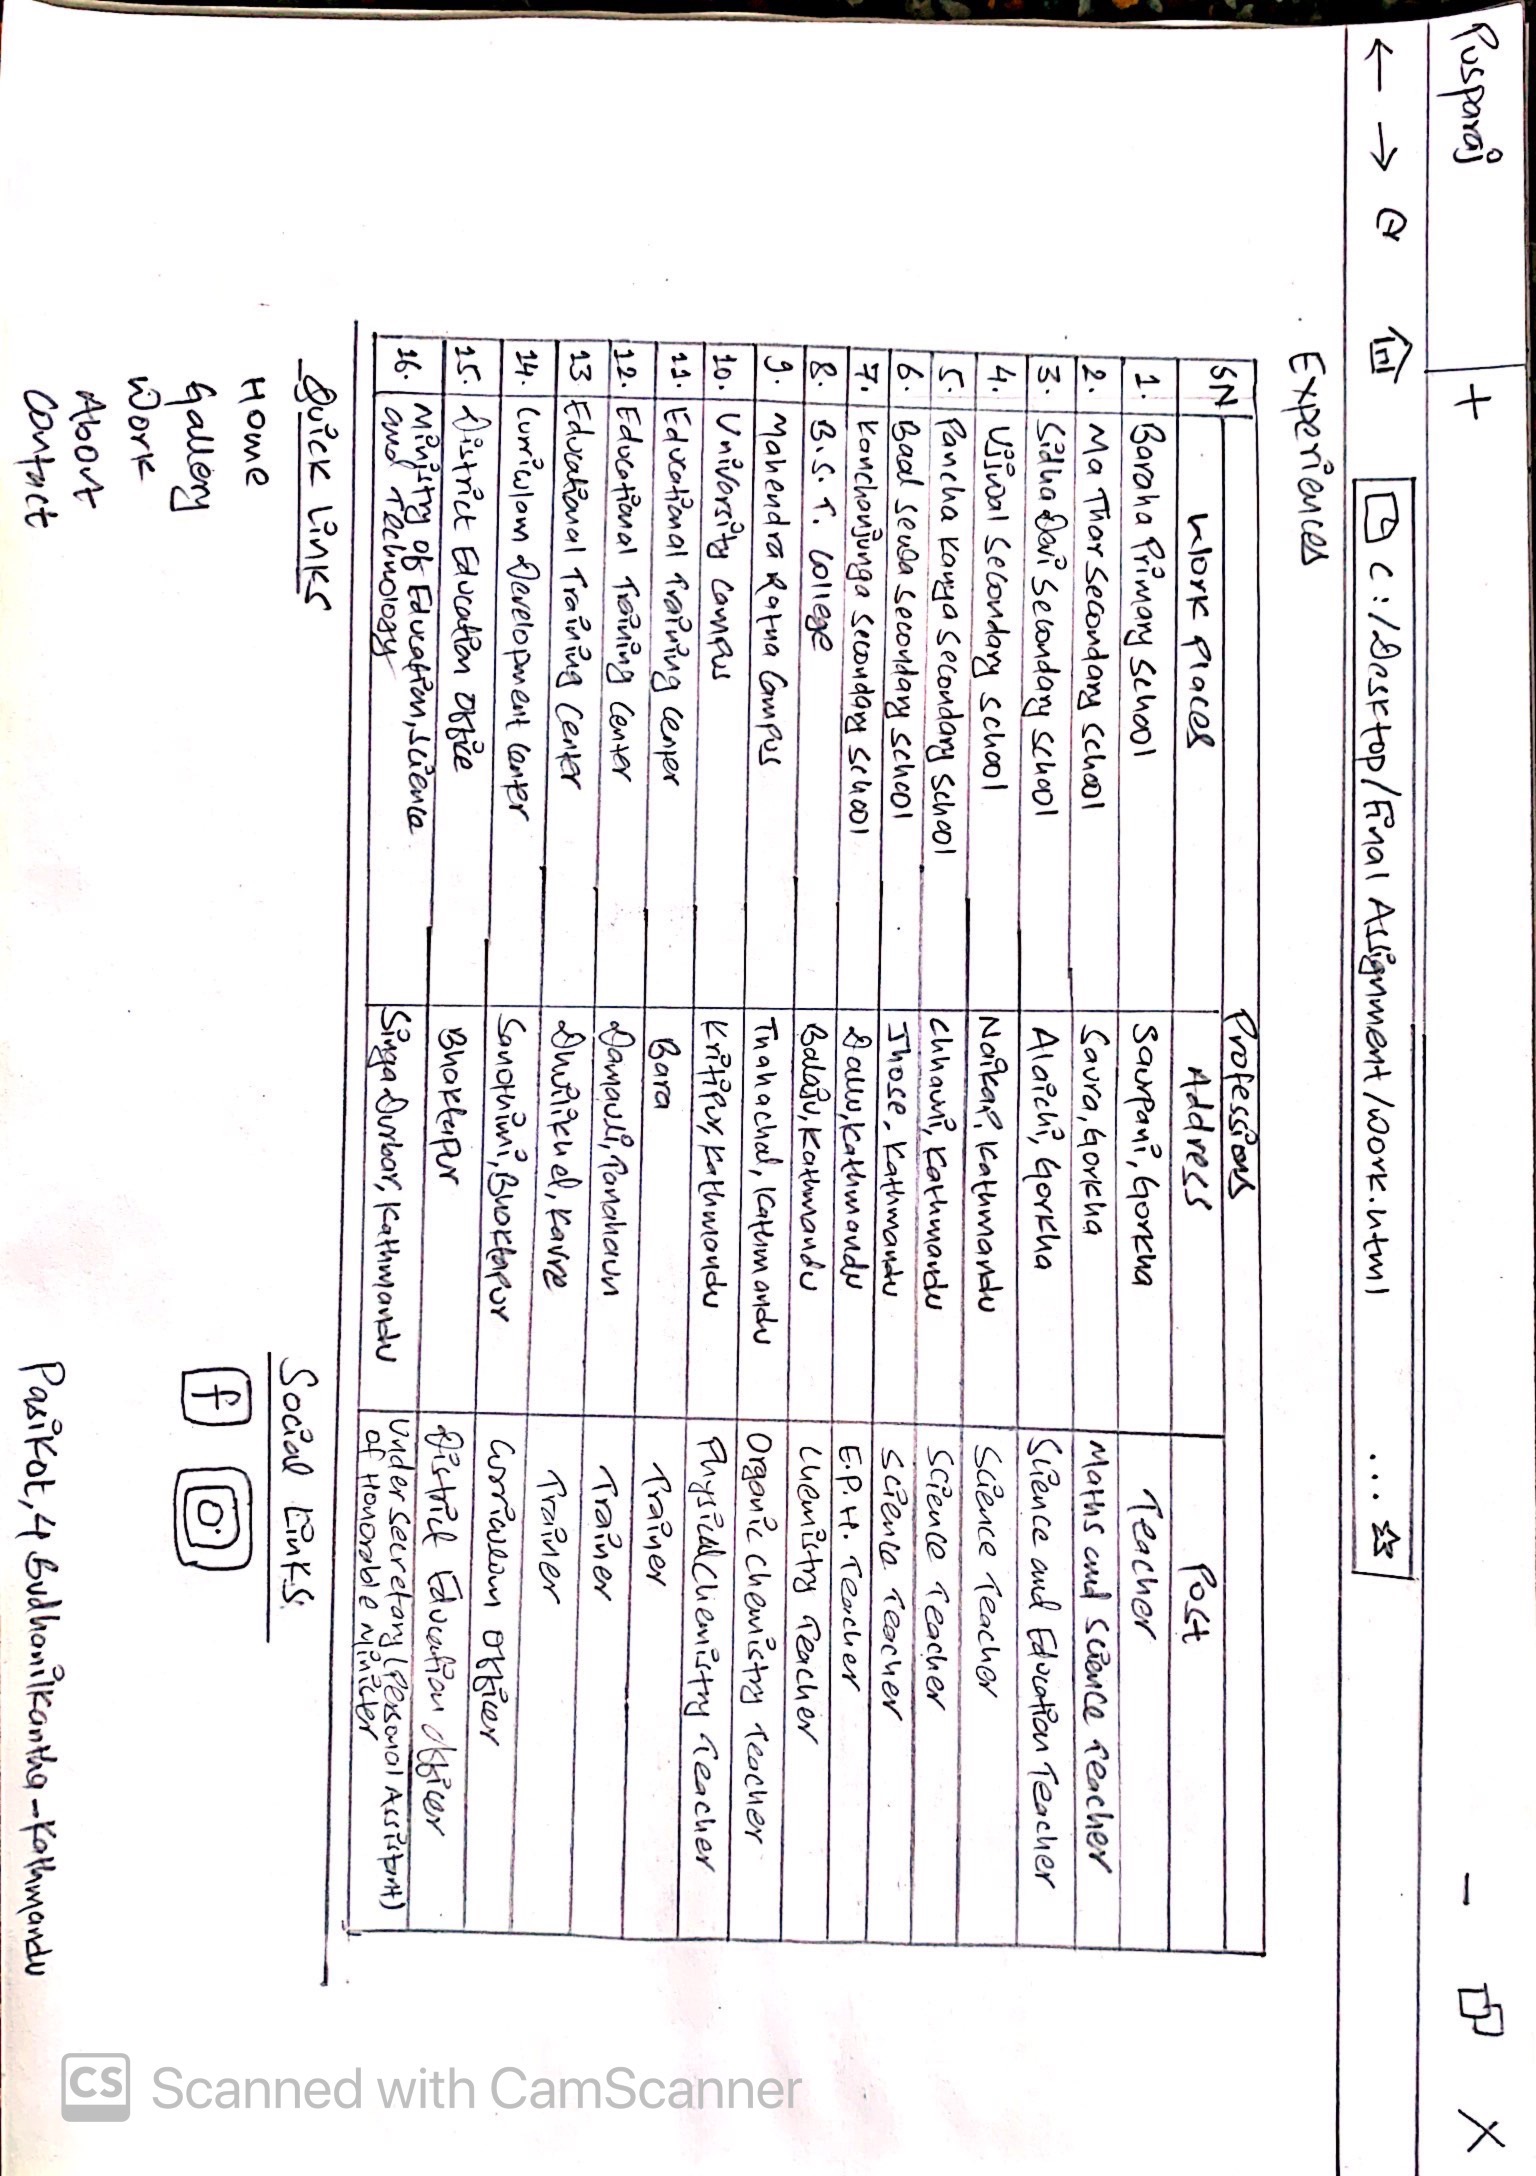 Pusparaj +
C:/Desktop/Final Assignment/work.html ...
Experiences
Professions
SN Work Places Address Post
1. Baraha Primary School Saurpani, Gorkha Teacher
2. Ma Thar Secondary School Saura, Gorkha Maths and Science Teacher
3. Sidha Dai Secondary School Alaichi, Gorkha Science and Education Teacher
4. Ujjwal Secondary School Naikap, Kathmandu Science Teacher
5. Pancha Kanya Secondary School Chhauni, Kathmandu Science Teacher
6. Baal Sewa Secondary School Jhose, Kathmandu Science Teacher
7. Kanchanjunga Secondary School Dallu, Kathmandu E.P.H. Teacher
8. B.S.T. College Balaju, Kathmandu Chemistry Teacher
9. Mahendra Ratna Campus Tnahachal, Kathmandu Organic Chemistry Teacher
10. University Campus Kritipur, Kathmandu Physical Chemistry Teacher
11. Educational Training Center Bara Trainer
12. Educational Training Center Damauli, Tanahaun Trainer
13 Educational Training Center Dhulikhel, Kavre Trainer
14. Curriculam Development Center Sanothimi, Bhaktapur Curriculum Officer
15. District Education Office Bhaktapur District Education Officer
16. Ministry of Education, Science Singa Durbar, Kathmandu Under Secretary (Personal Assistant)
and Technology of Honorable Minister
Quick Links Social Links:
Home
Gallery f
Work
About
Contact Pasikot, 4 Budhanilkantha-Kathmandu
CS Scanned with CamScanner